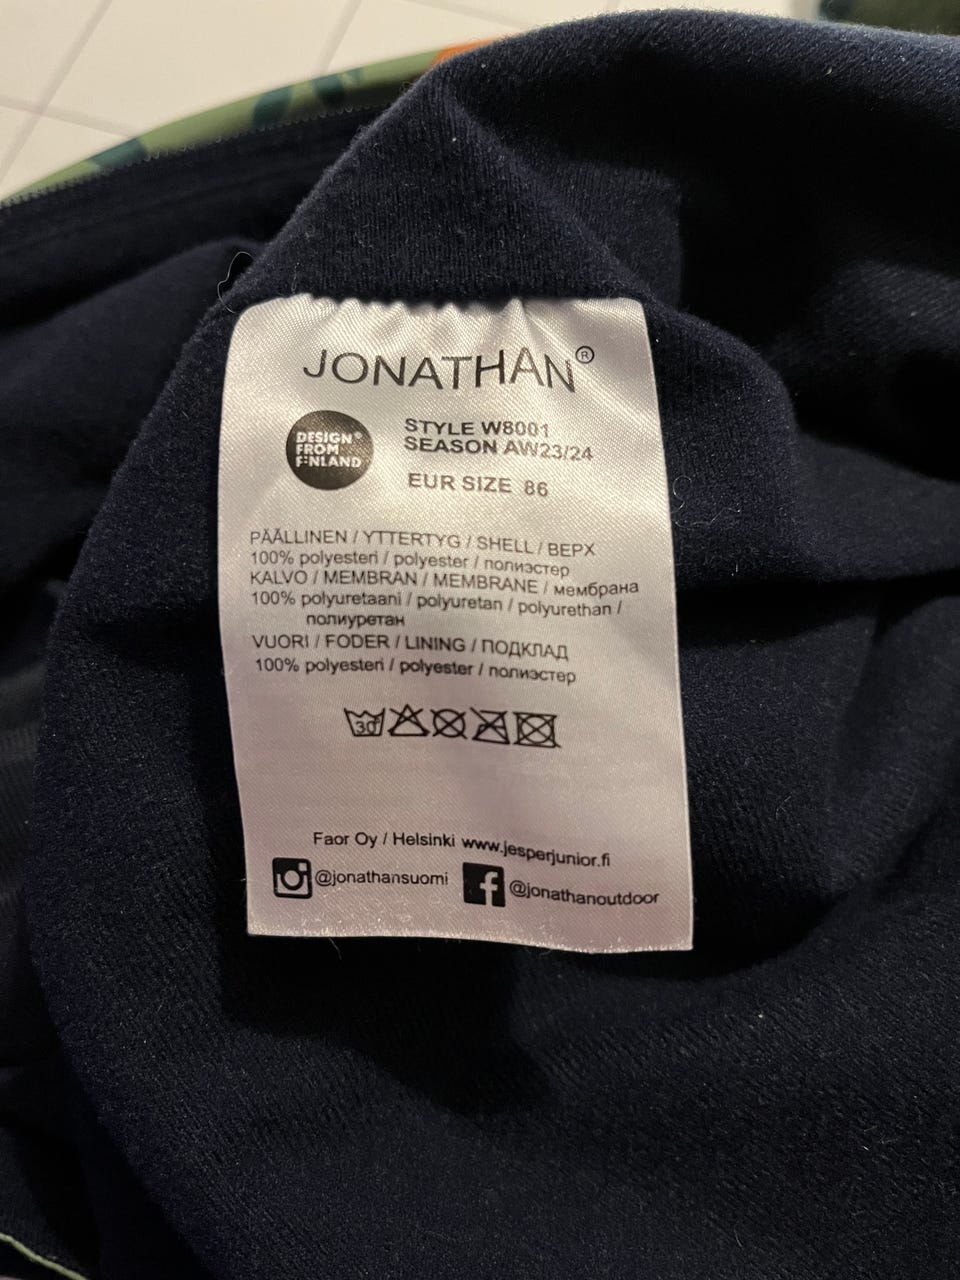 JONATHAN®
DESIGN®
FROM
FINLAND
STYLE W8001
SEASON AW23/24
EUR SIZE 86
PÄÄLLINEN / YTTERTYG / SHELL / ВЕРХ
100% polyesteri / polyester / полиэстер
KALVO / MEMBRAN / MEMBRANE / мембрана
100% polyuretaani / polyuretan / polyurethan /
полиуретан
VUORI / FODER / LINING / ПОДКЛАД
100% polyesteri / polyester / полиэстер
30
Faor Oy / Helsinki www.jesperjunior.fi
@jonathansuomi f @jonathanoutdoor